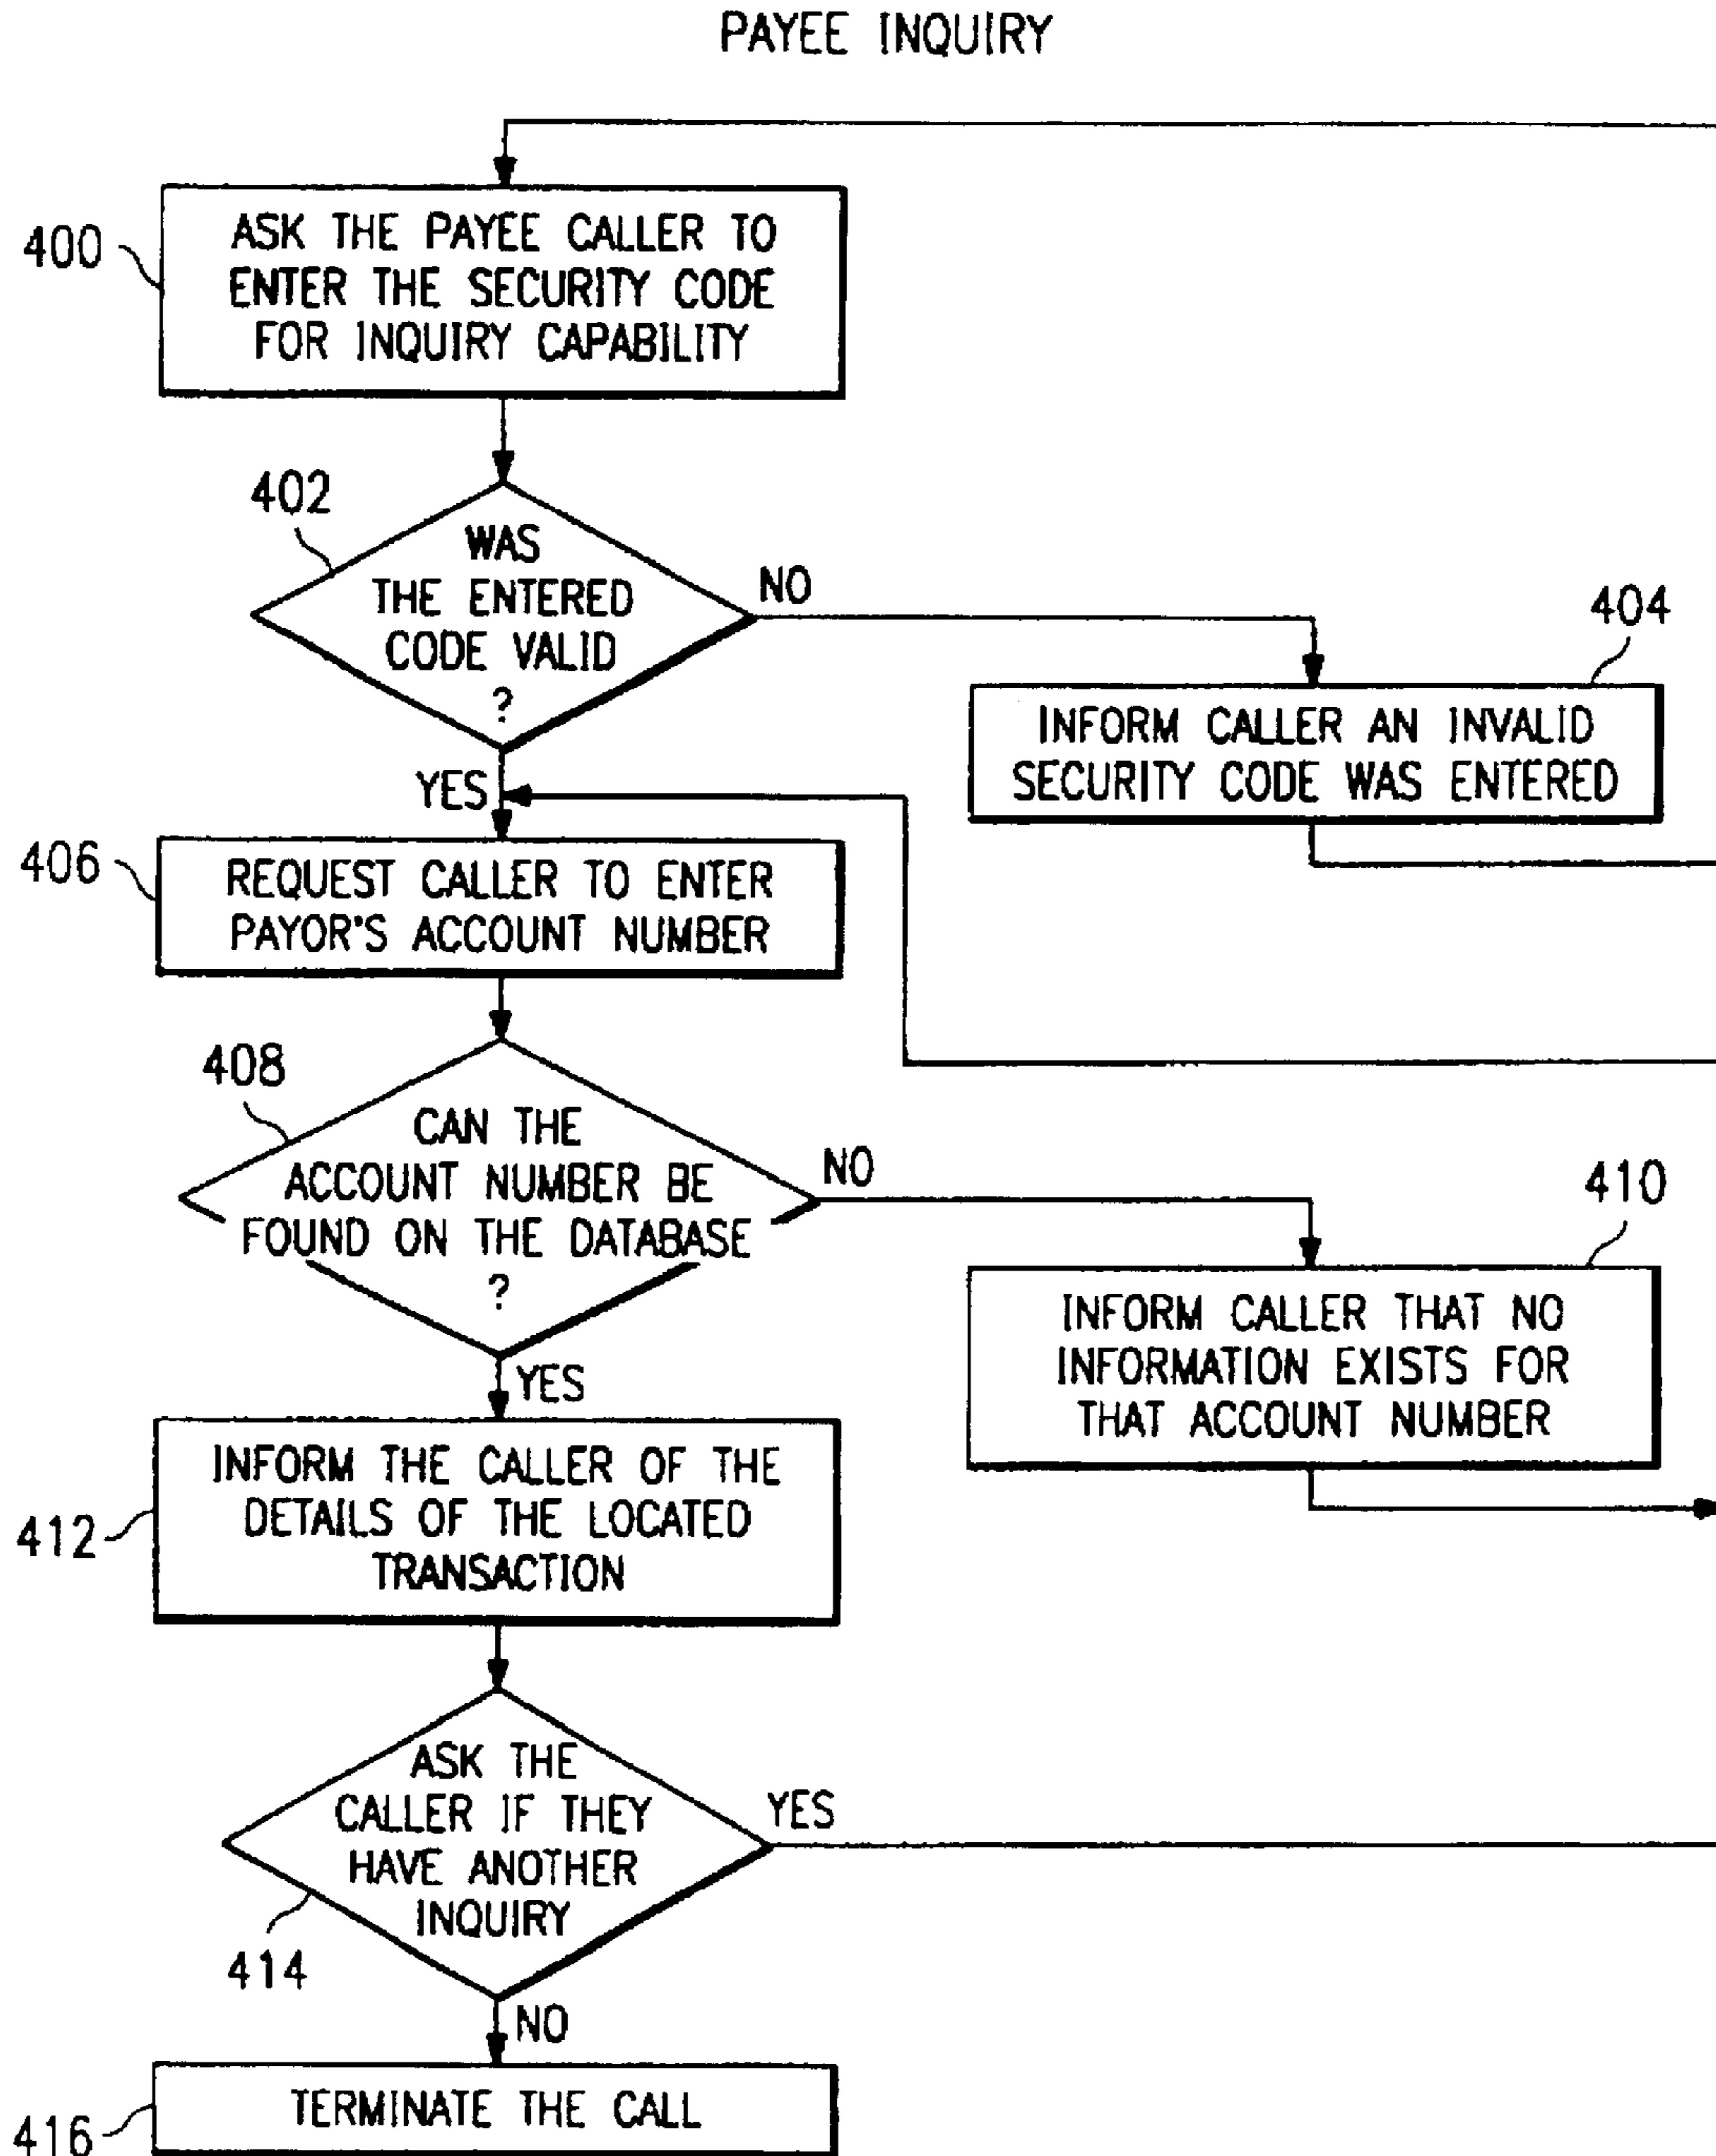 PAYEE INQUIRY
400
ASK THE PAYEE CALLER TO
ENTER THE SECURITY CODE
FOR INQUIRY CAPABILITY
402
WAS
THE ENTERED
CODE VALID
?
NO
YES
404
INFORM CALLER AN INVALID
SECURITY CODE WAS ENTERED
406
REQUEST CALLER TO ENTER
PAYOR'S ACCOUNT NUMBER
408
CAN THE
ACCOUNT NUMBER BE
FOUND ON THE DATABASE
?
NO
YES
410
INFORM CALLER THAT NO
INFORMATION EXISTS FOR
THAT ACCOUNT NUMBER
412
INFORM THE CALLER OF THE
DETAILS OF THE LOCATED
TRANSACTION
ASK THE
CALLER IF THEY
HAVE ANOTHER
INQUIRY
414
YES
NO
416
TERMINATE THE CALL